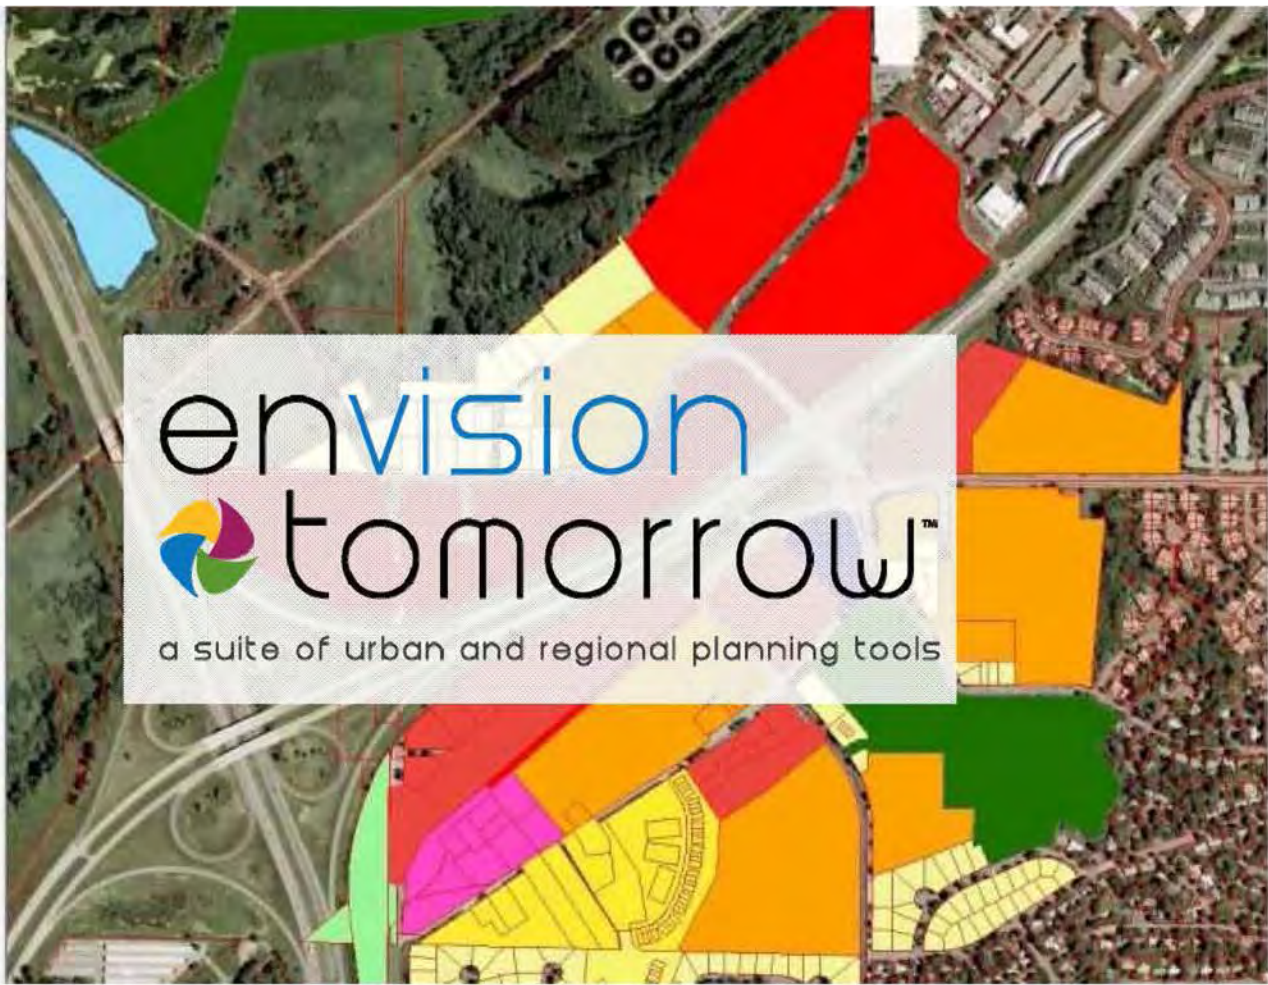 envision
tomorrow™
a suite of urban and regional planning tools